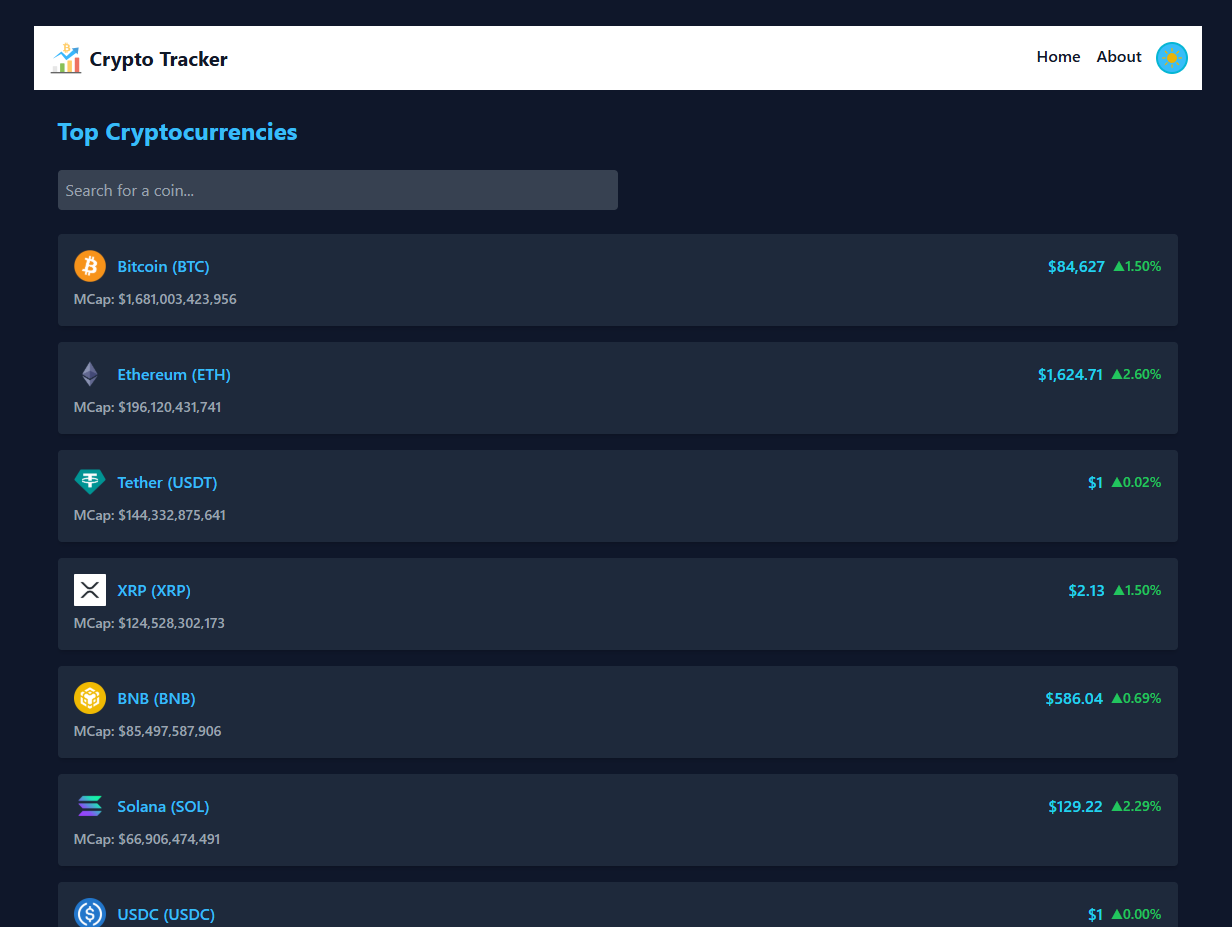 Crypto Tracker
Home
About
Top Cryptocurrencies
Search for a coin...
Bitcoin (BTC)
$84,627 ▲1.50%
MCap: $1,681,003,423,956
Ethereum (ETH)
$1,624.71 ▲2.60%
MCap: $196,120,431,741
Tether (USDT)
$1 ▲0.02%
MCap: $144,332,875,641
XRP (XRP)
$2.13 ▲1.50%
MCap: $124,528,302,173
BNB (BNB)
$586.04 ▲0.69%
MCap: $85,497,587,906
Solana (SOL)
$129.22 ▲2.29%
MCap: $66,906,474,491
USDC (USDC)
$1 ▲0.00%